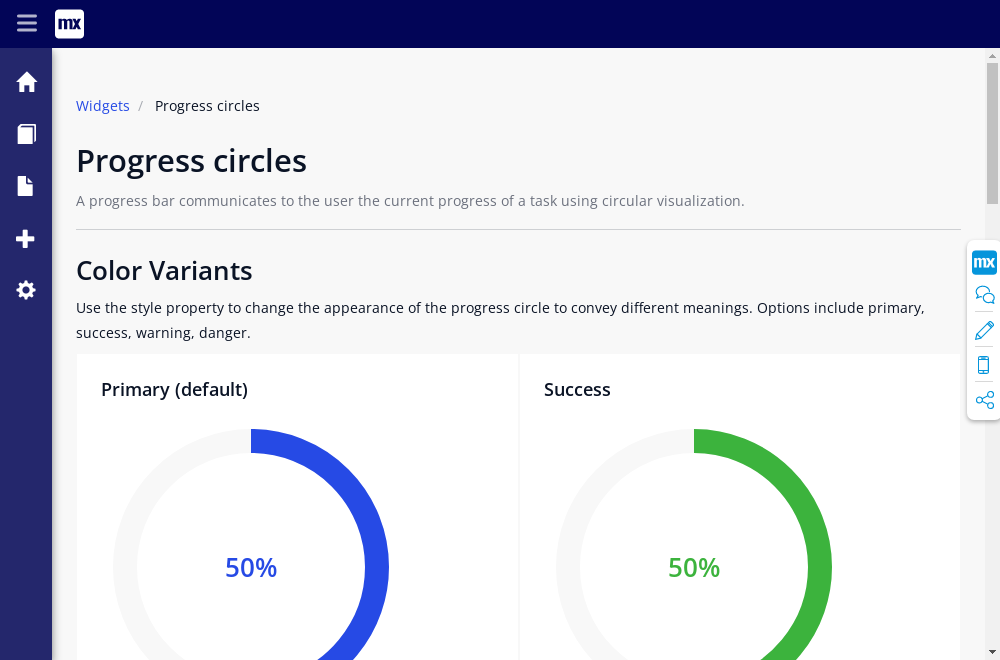 mx
Widgets / Progress circles
Progress circles
A progress bar communicates to the user the current progress of a task using circular visualization.
Color Variants
Use the style property to change the appearance of the progress circle to convey different meanings. Options include primary,
success, warning, danger.
mx
Primary (default)
Success
50%
50%